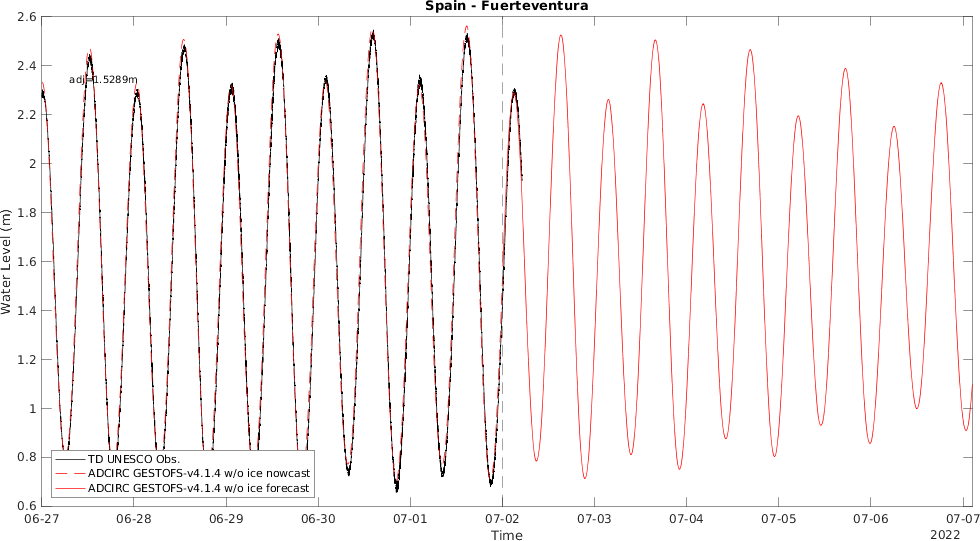 Spain - Fuerteventura
2.6
2.4
2.2
2
1.8
1.6
1.4
1.2
1
0.8
0.6
Water Level (m)
adj=1.5289m
TD UNESCO Obs.
ADCIRC GESTOFS-v4.1.4 w/o ice nowcast
ADCIRC GESTOFS-v4.1.4 w/o ice forecast
06-27 06-28 06-29 06-30 07-01 07-02 07-03 07-04 07-05 07-06 07-07
Time
2022